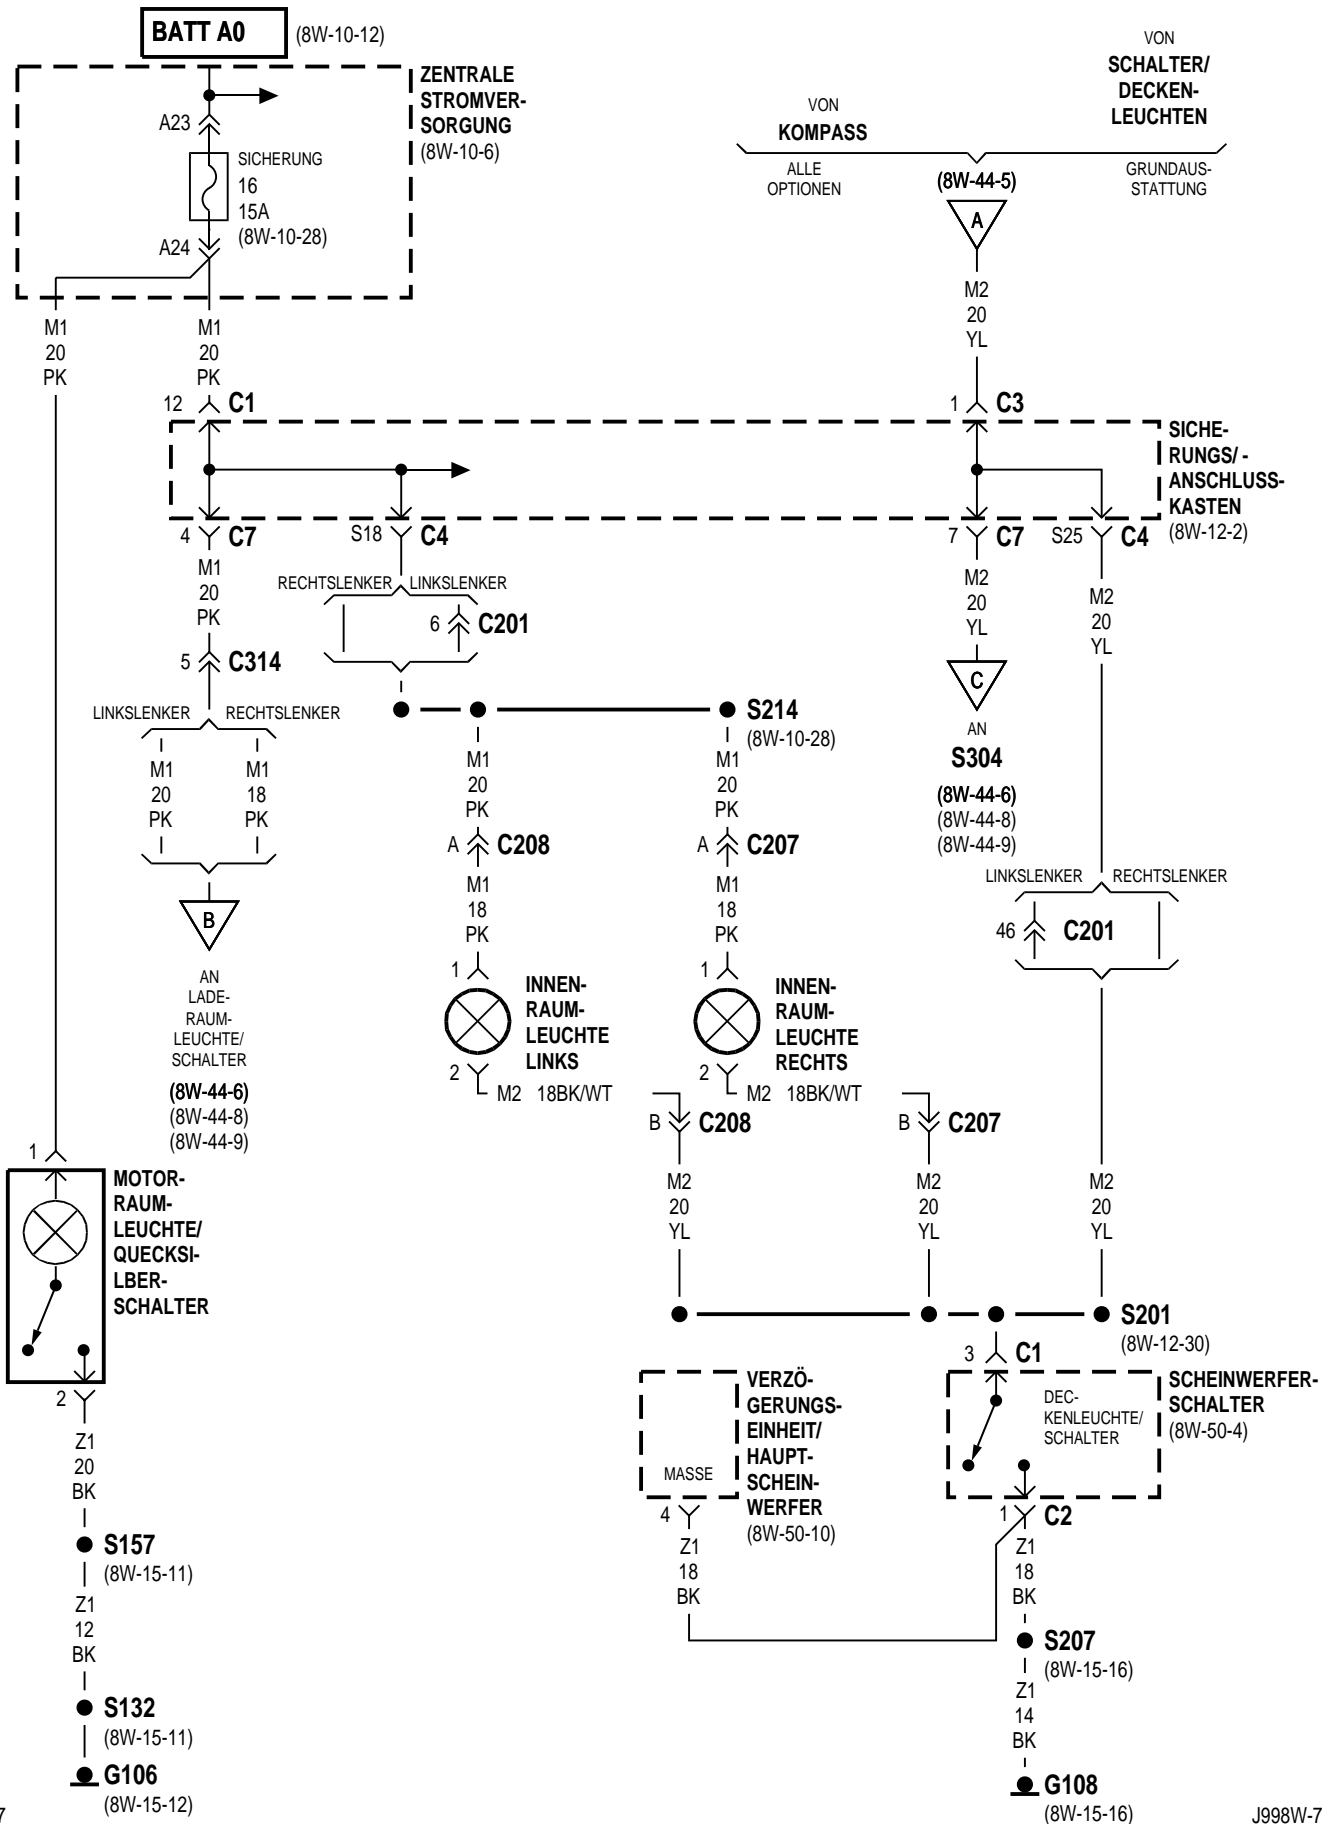 BATT A0
(8W-10-12)
ZENTRALE
STROMVER-
SORGUNG
(8W-10-6)
A23
SICHERUNG
16
15A
(8W-10-28)
A24
VON
KOMPASS
VON
SCHALTER/
DECKEN-
LEUCHTEN
ALLE
OPTIONEN
GRUNDAUS-
STATTUNG
(8W-44-5)
A
M2
20
YL
M1
20
PK
M1
20
PK
12
C1
1
C3
SICHE-
RUNGS/ -
ANSCHLUSS-
KASTEN
(8W-12-2)
4
C7
S18
C4
7
C7
S25
C4
M1
20
PK
5
C314
RECHTSLENKER
LINKSLENKER
6
C201
M2
20
YL
C
AN
S304
(8W-44-6)
(8W-44-8)
(8W-44-9)
M2
20
YL
LINKSLENKER
RECHTSLENKER
M1
20
PK
M1
18
PK
B
AN
LADE-
RAUM-
LEUCHTE/
SCHALTER
(8W-44-6)
(8W-44-8)
(8W-44-9)
S214
(8W-10-28)
M1
20
PK
M1
20
PK
A
C208
A
C207
M1
18
PK
M1
18
PK
1
INNEN-
RAUM-
LEUCHTE
LINKS
2
M2
18BK/WT
1
INNEN-
RAUM-
LEUCHTE
RECHTS
2
M2
18BK/WT
LINKSLENKER
RECHTSLENKER
46
C201
B
C208
B
C207
M2
20
YL
M2
20
YL
M2
20
YL
1
MOTOR-
RAUM-
LEUCHTE/
QUECKSI-
LBER-
SCHALTER
2
Z1
20
BK
S157
(8W-15-11)
Z1
12
BK
S132
(8W-15-11)
G106
(8W-15-12)
S201
(8W-12-30)
3
C1
VERZÖ-
GERUNGS-
EINHEIT/
HAUPT-
SCHEIN-
WERFER
(8W-50-10)
MASSE
4
Z1
18
BK
DEC-
KENLEUCHTE/
SCHALTER
SCHEINWERFER-
SCHALTER
(8W-50-4)
1
C2
Z1
18
BK
S207
(8W-15-16)
Z1
14
BK
G108
(8W-15-16)
7
J998W-7